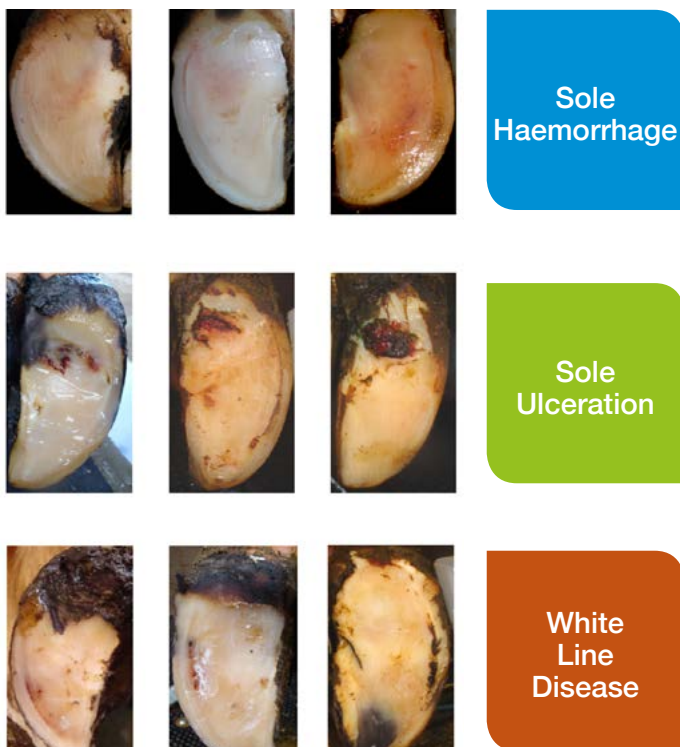 Sole
Haemorrhage
Sole
Ulceration
White
Line
Disease